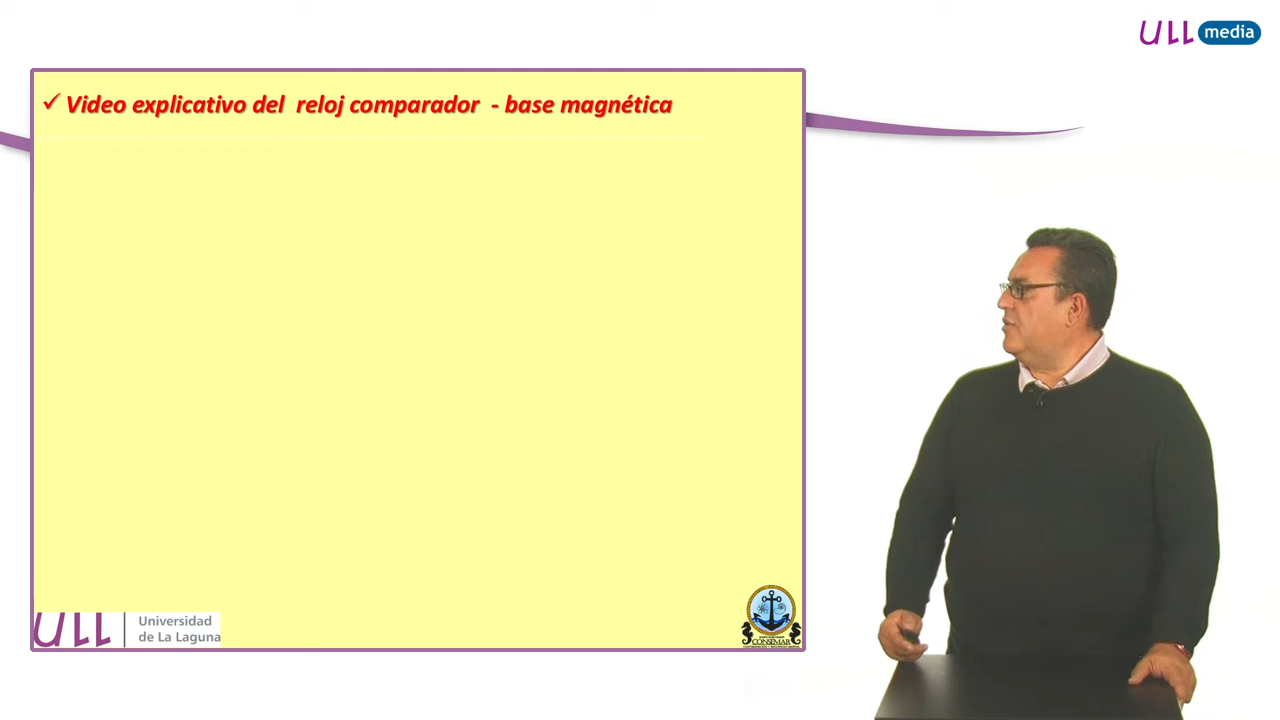 ULL media
✓ Video explicativo del reloj comparador - base magnética
ULL
Universidad
de La Laguna
CONSEMAR